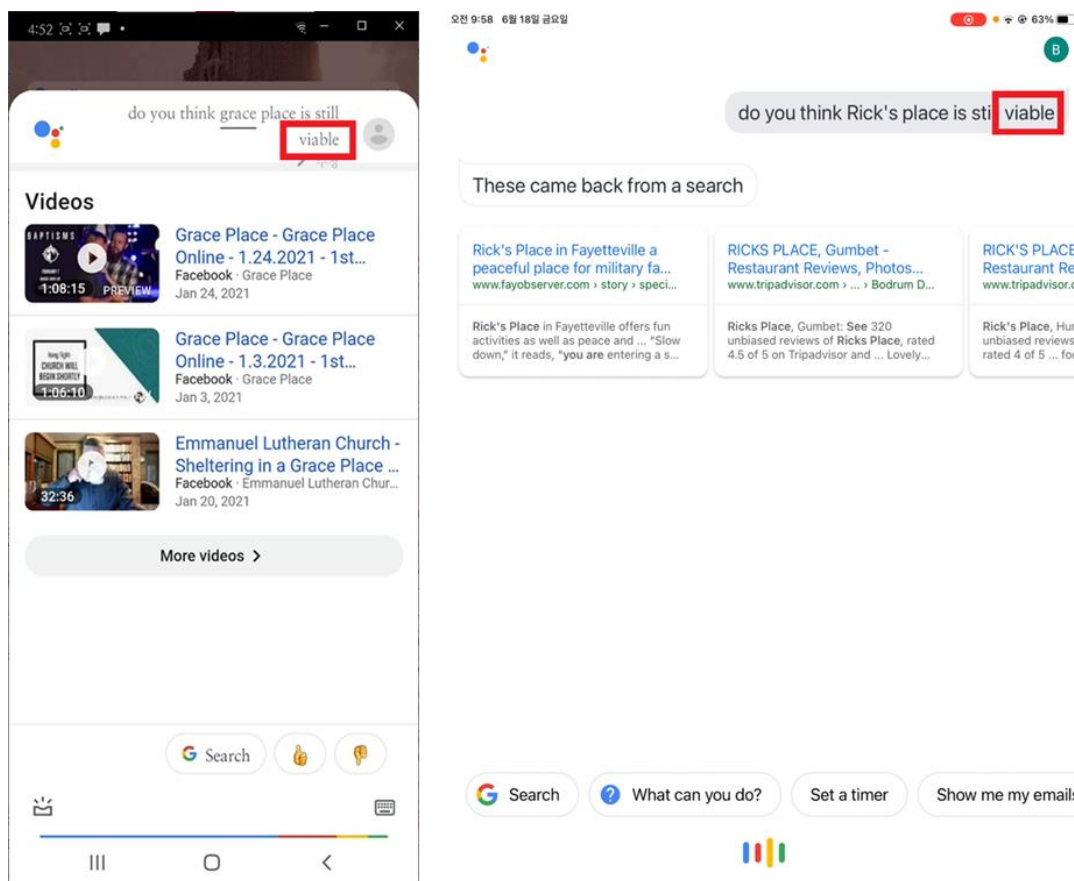 4:52
do you think grace place is still
viable
Videos
BAPTISMS
1:08:15
PREVIEW
Grace Place - Grace Place
Online - 1.24.2021 - 1st...
Facebook · Grace Place
Jan 24, 2021
CHURCH WILL
BEGIN SHORTLY
1:06:10
Grace Place - Grace Place
Online - 1.3.2021 - 1st...
Facebook · Grace Place
Jan 3, 2021
32:36
Emmanuel Lutheran Church -
Sheltering in a Grace Place ...
Facebook · Emmanuel Lutheran Chur...
Jan 20, 2021
More videos
G Search
오전 9:58 6월 18일 금요일
63%
B
do you think Rick's place is sti viable
These came back from a search
Rick's Place in Fayetteville a
peaceful place for military fa...
www.fayobserver.com › story › speci...
Rick's Place in Fayetteville offers fun
activities as well as peace and ... "Slow
down," it reads, "you are entering a s...
RICKS PLACE, Gumbet -
Restaurant Reviews, Photos...
www.tripadvisor.com › ... › Bodrum D...
Ricks Place, Gumbet: See 320
unbiased reviews of Ricks Place, rated
4.5 of 5 on Tripadvisor and ... Lovely...
RICK'S PLACE
Restaurant Re
www.tripadvisor.c
Rick's Place, Hur
unbiased reviews
rated 4 of 5 ... foo
G Search
What can you do?
Set a timer
Show me my emails